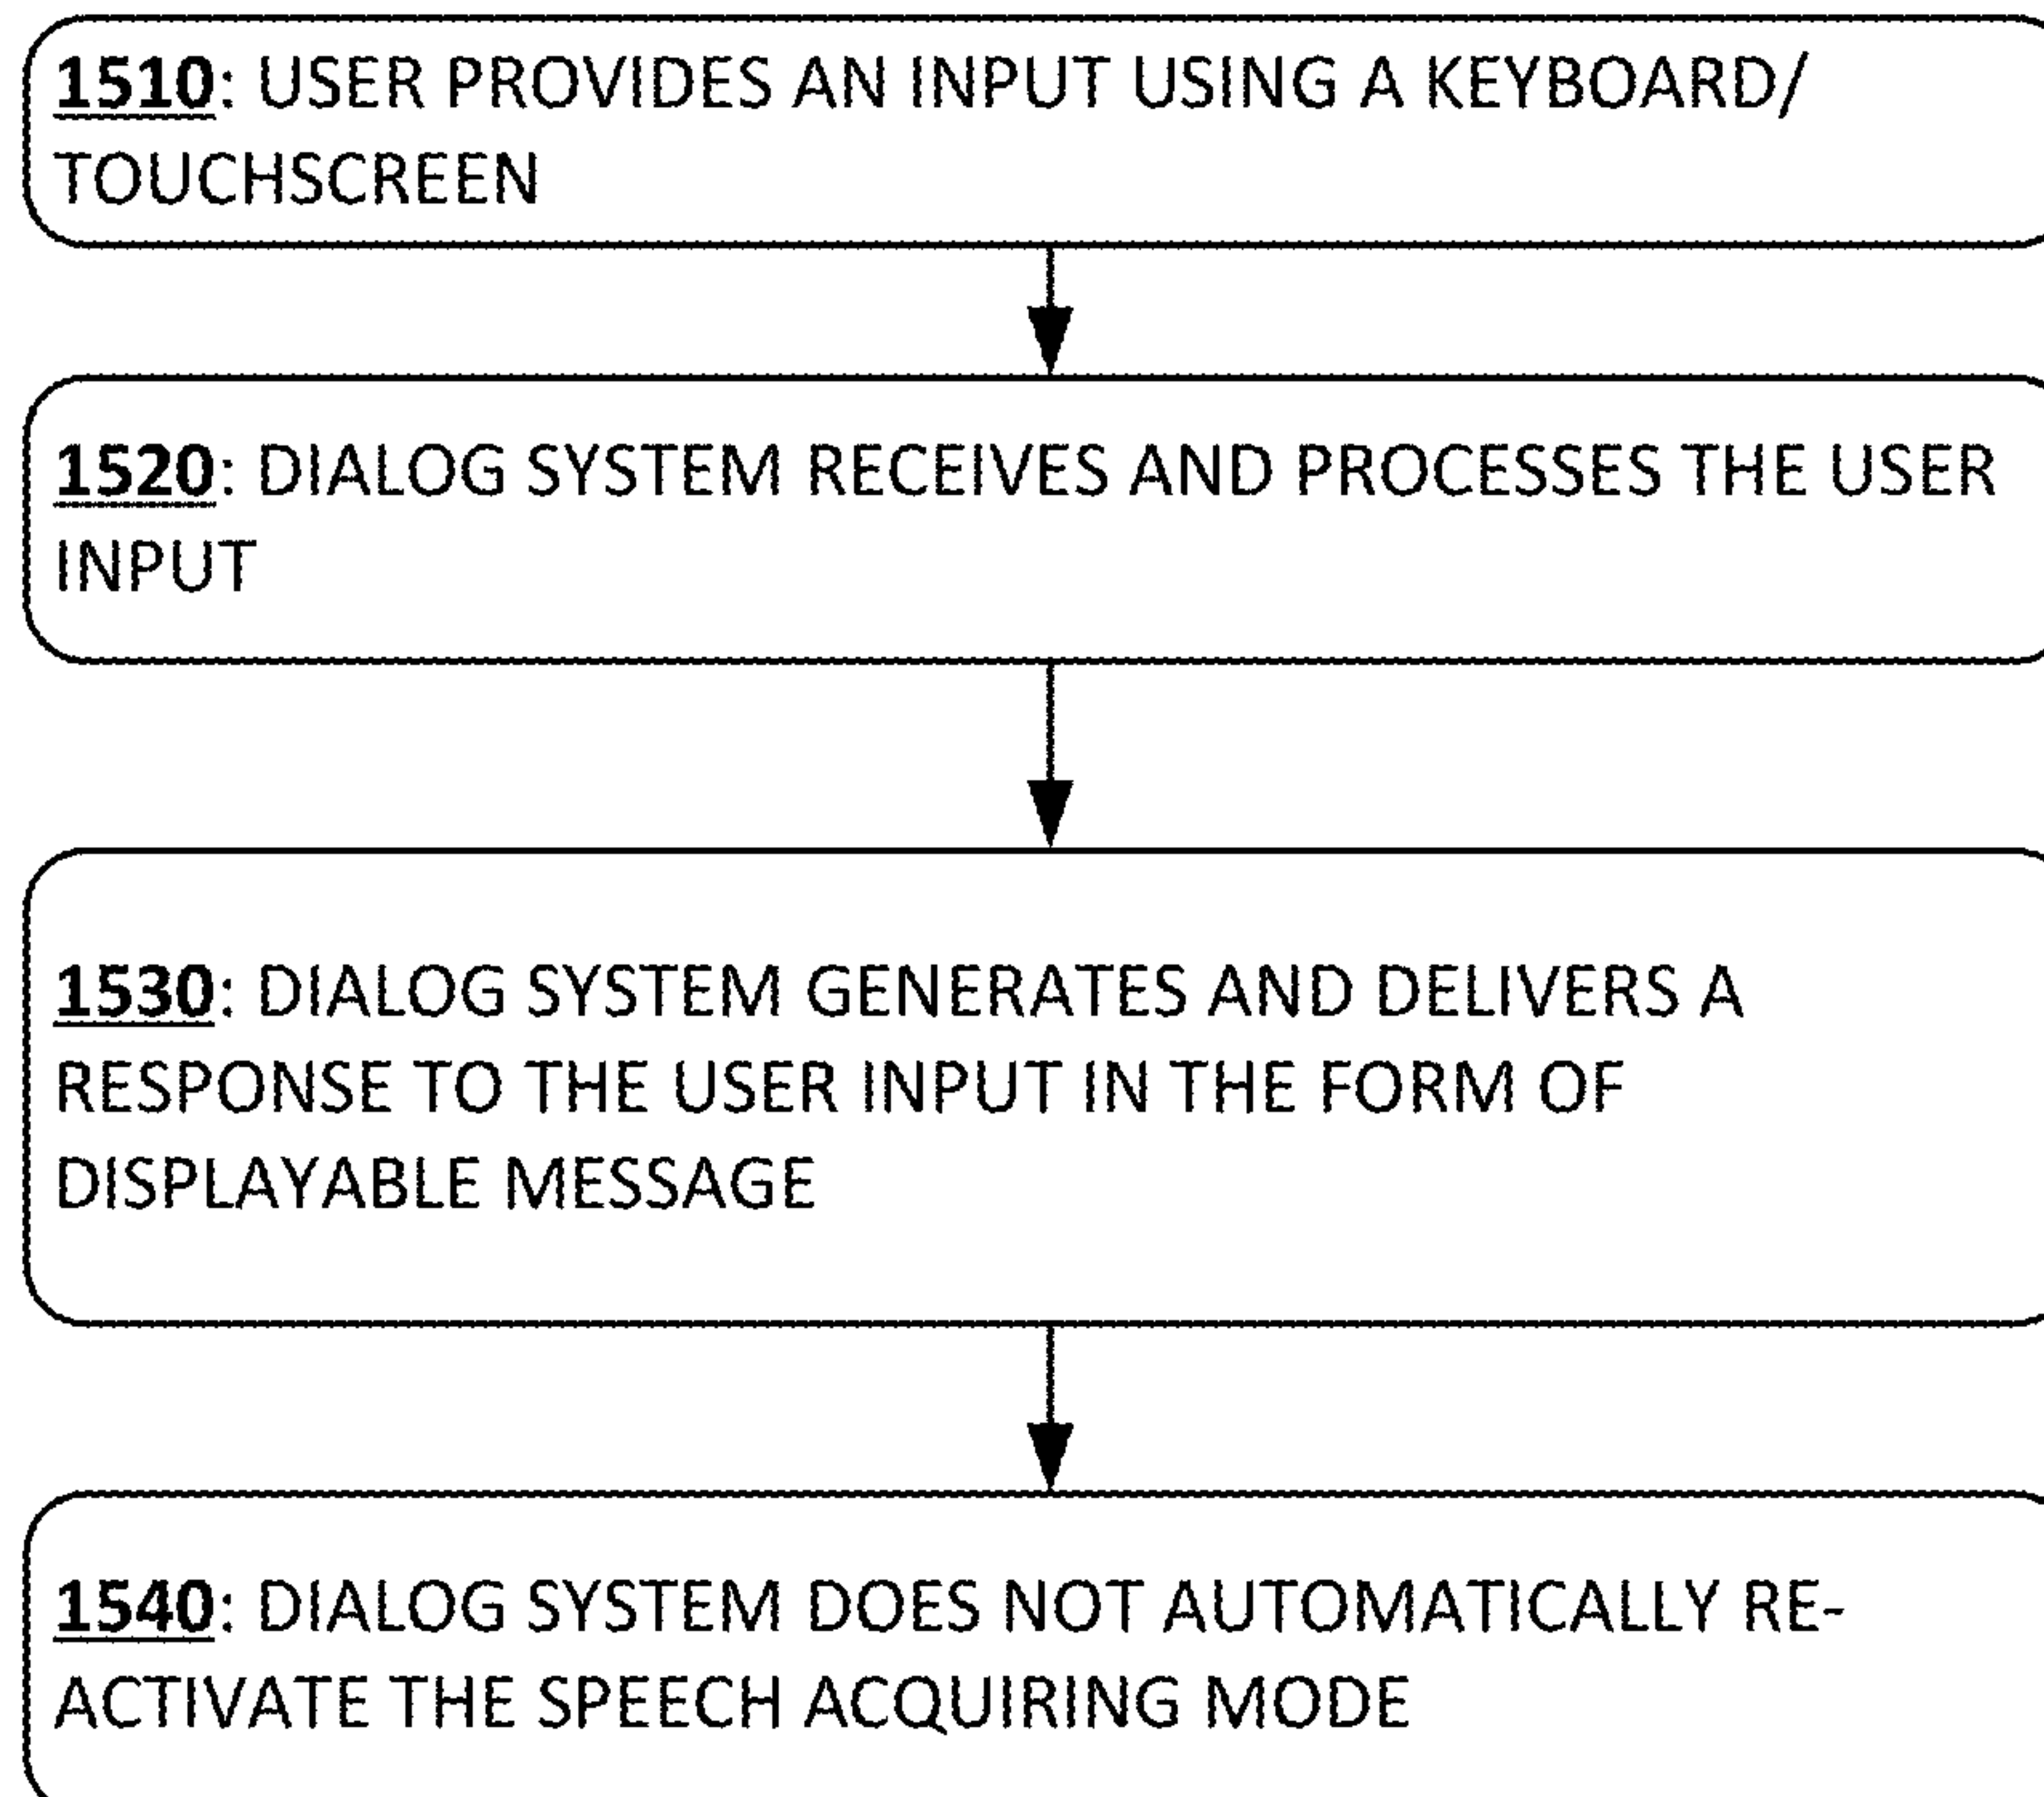 1510: USER PROVIDES AN INPUT USING A KEYBOARD/
TOUCHSCREEN
1520: DIALOG SYSTEM RECEIVES AND PROCESSES THE USER
INPUT
1530: DIALOG SYSTEM GENERATES AND DELIVERS A
RESPONSE TO THE USER INPUT IN THE FORM OF
DISPLAYABLE MESSAGE
1540: DIALOG SYSTEM DOES NOT AUTOMATICALLY RE-
ACTIVATE THE SPEECH ACQUIRING MODE